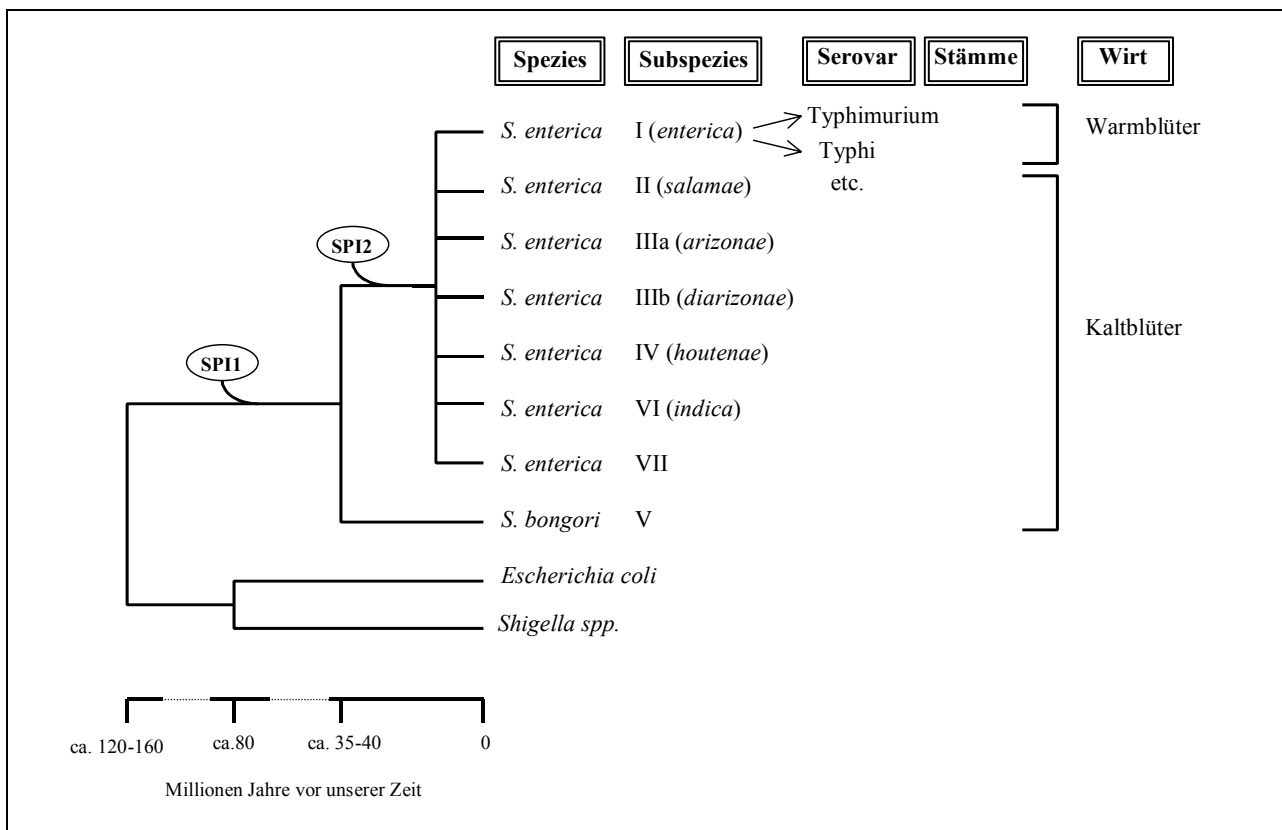 Spezies Subspezies Serovar Stämme Wirt
S. enterica I (enterica) Typhimurium Warmblüter
Typhi
etc.
S. enterica II (salamae)
SPI2
S. enterica IIIa (arizonae)
S. enterica IIIb (diarizonae)
Kaltblüter
SPI1
S. enterica IV (houtenae)
S. enterica VI (indica)
S. enterica VII
S. bongori V
Escherichia coli
Shigella spp.
ca. 120-160 ca.80 ca. 35-40 0
Millionen Jahre vor unserer Zeit